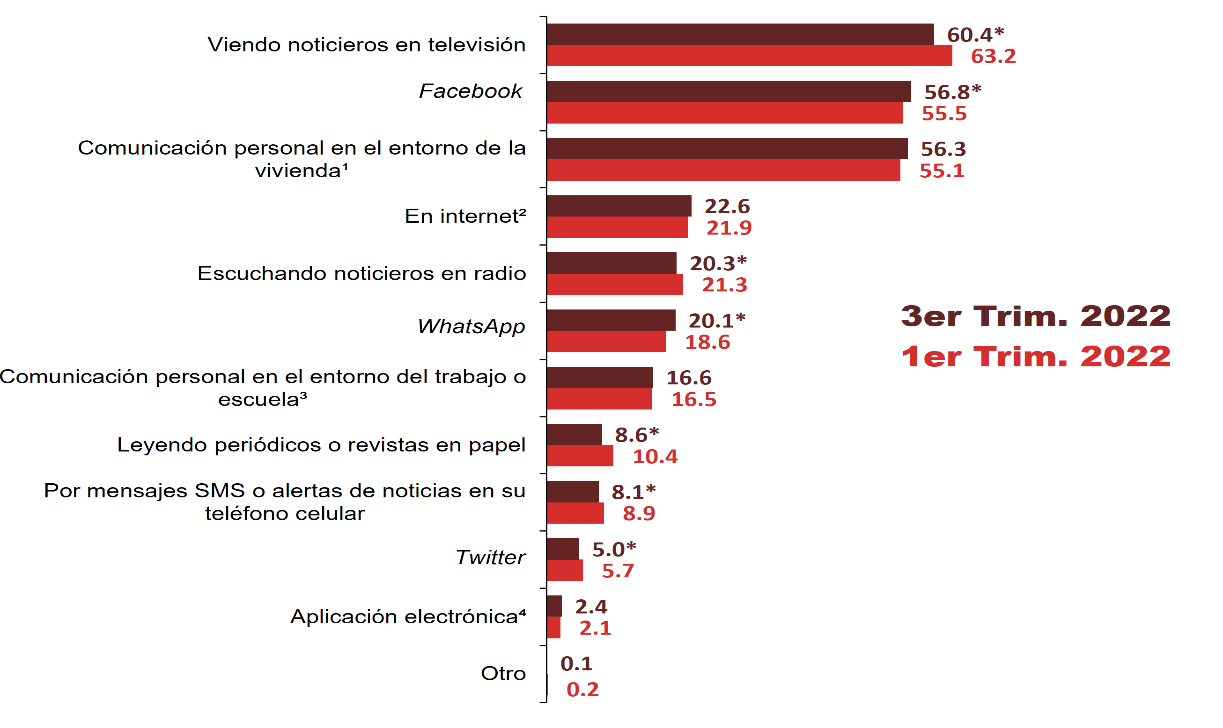 Viendo noticieros en televisión
60.4*
63.2
Facebook
56.8*
55.5
Comunicación personal en el entorno de la
vivienda¹
56.3
55.1
En internet²
22.6
21.9
Escuchando noticieros en radio
20.3*
21.3
WhatsApp
20.1*
18.6
3er Trim. 2022
1er Trim. 2022
Comunicación personal en el entorno del trabajo o
escuela³
16.6
16.5
Leyendo periódicos o revistas en papel
8.6*
10.4
Por mensajes SMS o alertas de noticias en su
teléfono celular
8.1*
8.9
Twitter
5.0*
5.7
Aplicación electrónica⁴
2.4
2.1
Otro
0.1
0.2